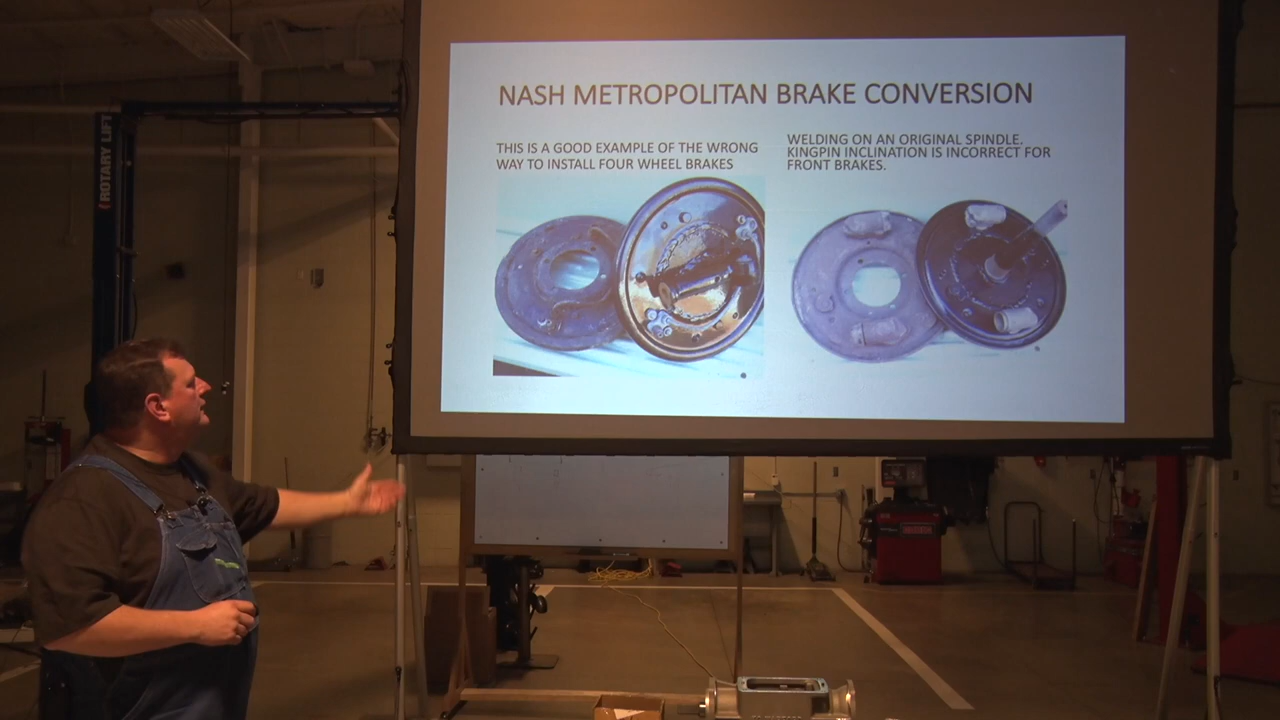 NASH METROPOLITAN BRAKE CONVERSION
THIS IS A GOOD EXAMPLE OF THE WRONG
WAY TO INSTALL FOUR WHEEL BRAKES
WELDING ON AN ORIGINAL SPINDLE.
KINGPIN INCLINATION IS INCORRECT FOR
FRONT BRAKES.
ROTARY LIFT